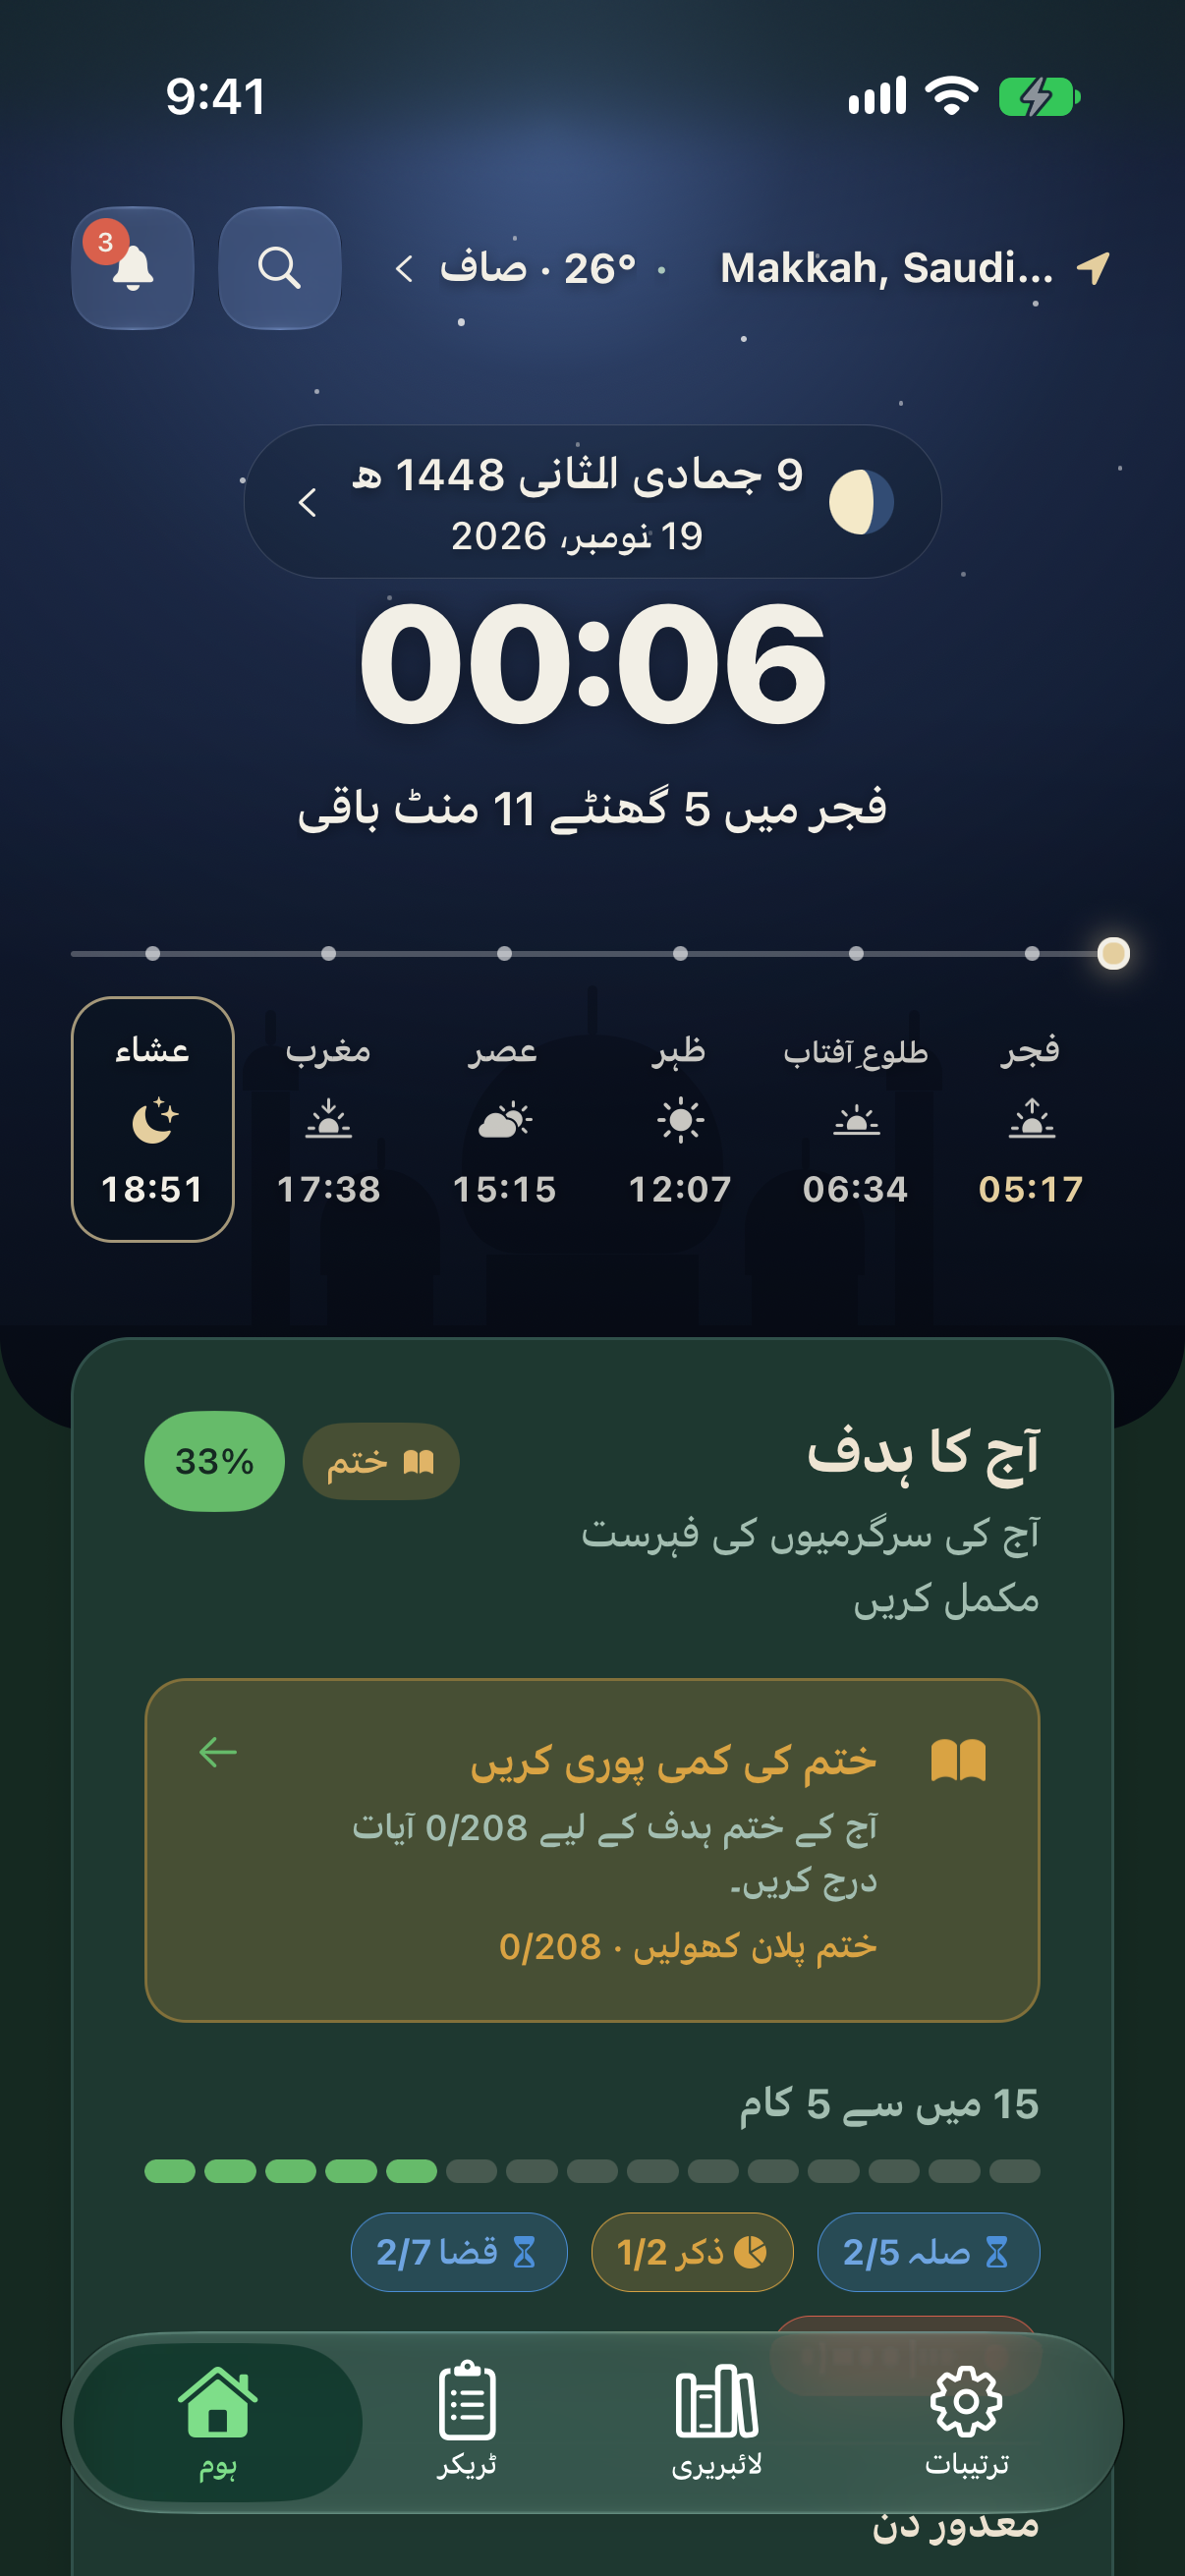 9:41
Makkah, Saudi...
26° · صاف
3
9 جمادی الثانی 1448 ھ
19 نومبر، 2026
00:06
فجر میں 5 گھنٹے 11 منٹ باقی
فجر
طلوعِ آفتاب
ظہر
عصر
مغرب
عشاء
05:17
06:34
12:07
15:15
17:38
18:51
آج کا ہدف
ختم
33%
آج کی سرگرمیوں کی فہرست
مکمل کریں
ختم کی کمی پوری کریں
آج کے ختم ہدف کے لیے 0/208 آیات
درج کریں۔
ختم پلان کھولیں · 0/208
15 میں سے 5 کام
صلہ 2/5
ذکر 1/2
قضا 2/7
ترتیبات
لائبریری
ٹریکر
ہوم
معذور دن